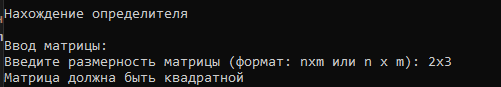 Нахождение определителя
Ввод матрицы:
Введите размерность матрицы (формат: nxm или n x m): 2x3
Матрица должна быть квадратной